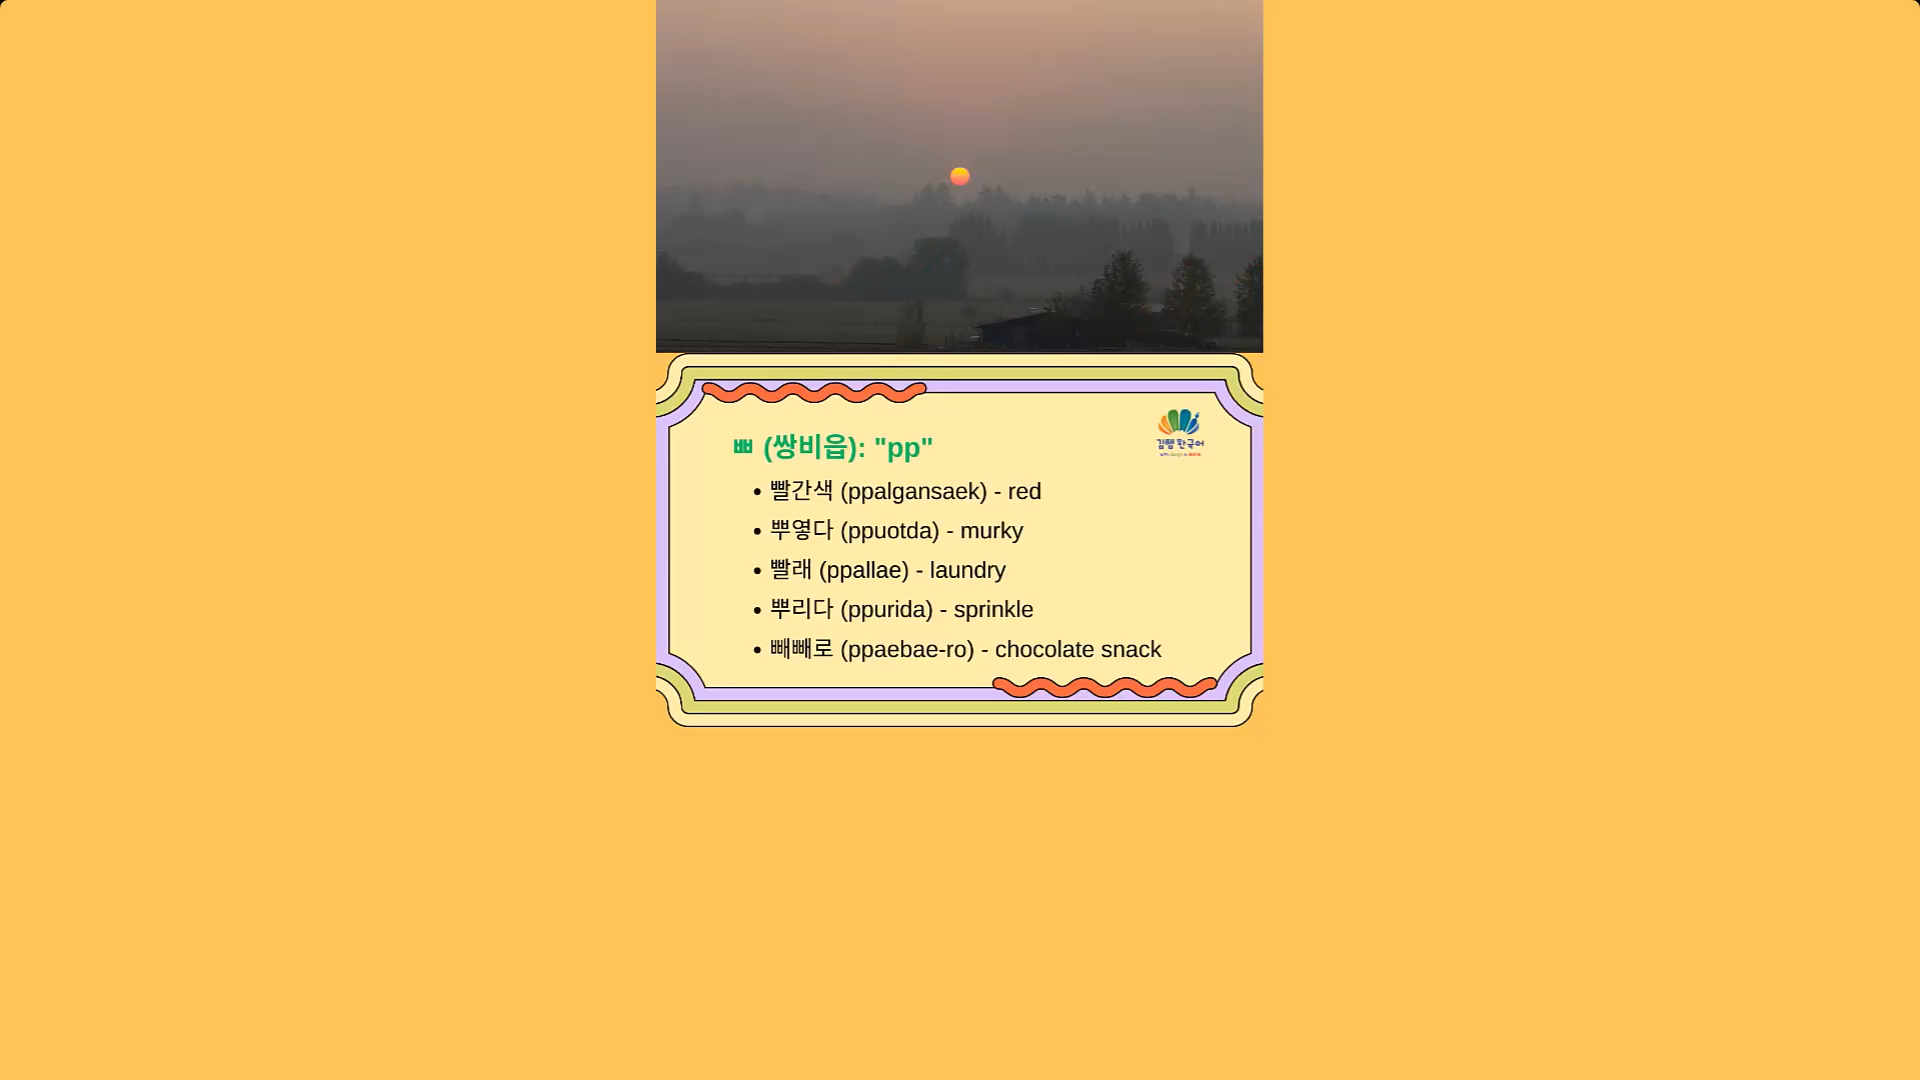 ㅃ (쌍비읍): "pp"
김쌤 한국어
• 빨간색 (ppalgansaek) - red
• 뿌옇다 (ppuotda) - murky
• 빨래 (ppallae) - laundry
• 뿌리다 (ppurida) - sprinkle
• 빼빼로 (ppaebae-ro) - chocolate snack